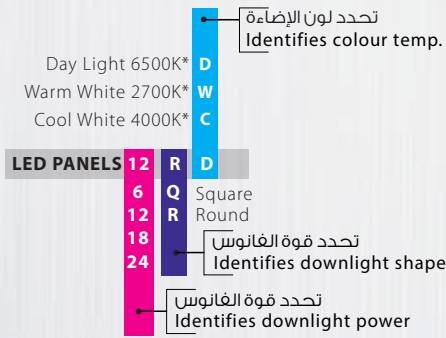 تحدد لون الإضاءة
Identifies colour temp.
Day Light 6500K* D
Warm White 2700K* W
Cool White 4000K* C
LED PANELS 12 R D
6 Q Square
12 R Round
18
24
تحدد قوة الفانوس
Identifies downlight shape
تحدد قوة الفانوس
Identifies downlight power